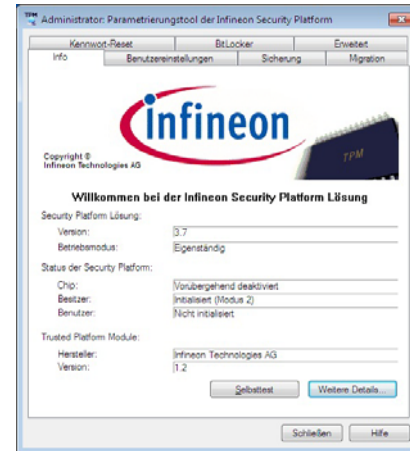 Administrator: Parametrierungstool der Infineon Security Platform
Kennwort-Reset BitLocker Erweitert
Info Benutzereinstellungen Sicherung Migration
infineon
TPM
Copyright ©
Infineon Technologies AG
Willkommen bei der Infineon Security Platform Lösung
Security Platform Lösung:
Version: 3.7
Betriebsmodus: Eigenständig
Status der Security Platform:
Chip: Vorübergehend deaktiviert
Besitzer: Initialisiert (Modus 2)
Benutzer: Nicht initialisiert
Trusted Platform Module:
Hersteller: Infineon Technologies AG
Version: 1.2
Selbsttest Weitere Details...
Schließen Hilfe